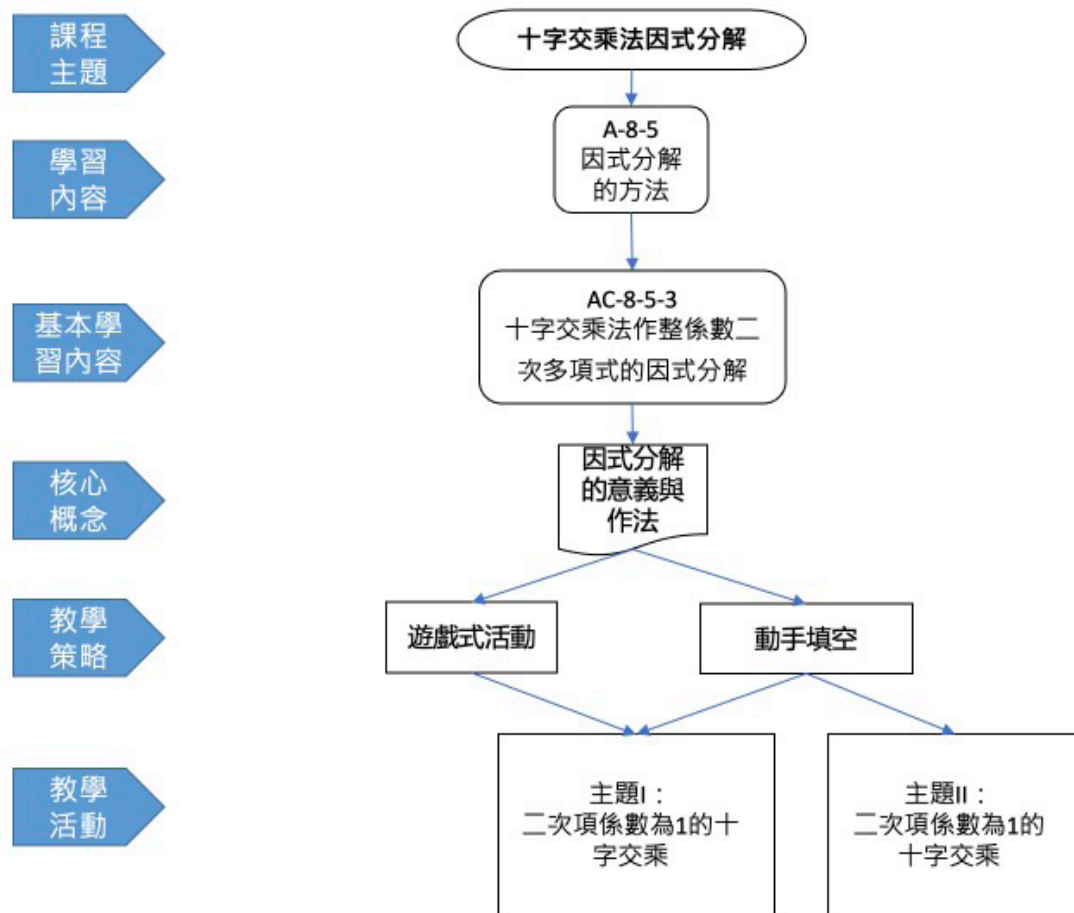 課程
主題
十字交乘法因式分解
學習
內容
A-8-5
因式分解
的方法
基本學
習內容
AC-8-5-3
十字交乘法作整係數二
次多項式的因式分解
核心
概念
因式分解
的意義與
作法
教學
策略
遊戲式活動
動手填空
教學
活動
主題I：
二次項係數為1的十
字交乘
主題II：
二次項係數為1的
十字交乘